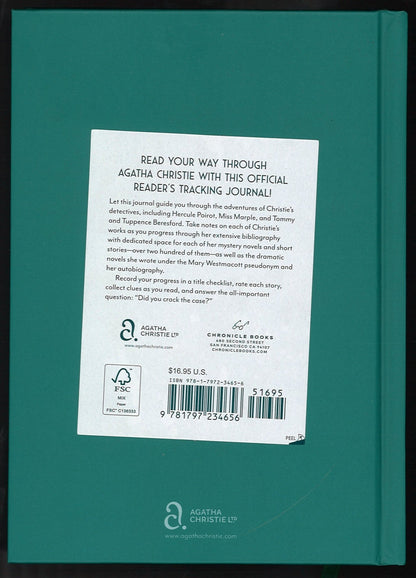 READ YOUR WAY THROUGH
AGATHA CHRISTIE WITH THIS OFFICIAL
READER'S TRACKING JOURNAL!
Let this journal guide you through the adventures of Christie's
detectives, including Hercule Poirot, Miss Marple, and Tommy
and Tuppence Beresford. Take notes on each of Christie's
works as you progress through her extensive bibliography
with dedicated space for each of her mystery novels and short
stories—over two hundred of them—as well as the dramatic
novels she wrote under the Mary Westmacott pseudonym and
her autobiography.
Record your progress in a title checklist, rate each story,
collect clues as you read, and answer the all-important
question: "Did you crack the case?"
a.
AGATHA
CHRISTIE LTD
www.agathachristie.com
CHRONICLE BOOKS
680 SECOND STREET
SAN FRANCISCO CA 94107
CHRONICLEBOOKS.COM
FSC
MIX
Paper
FSC® C136333
$16.95 U.S.
ISBN 978-1-7972-3465-6
51695
9 781797 234656
PEEL
a.
AGATHA
CHRISTIE LTD
www.agathachristie.com